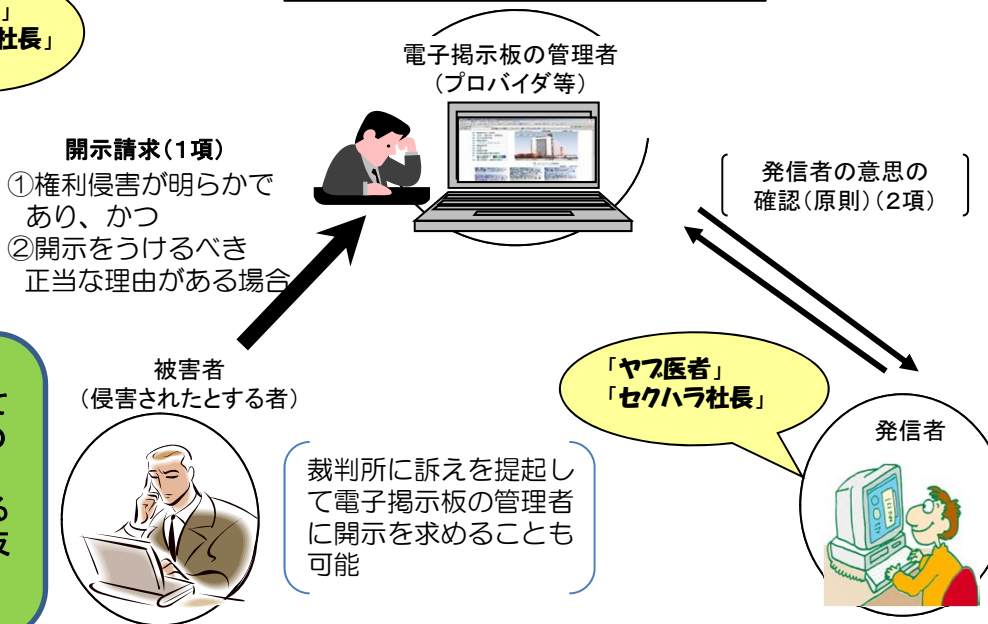 」
社長」
電子掲示板の管理者
(プロバイダ等)
開示請求(1項)
①権利侵害が明らかで
あり、かつ
②開示をうけるべき
正当な理由がある場合
発信者の意思の
確認(原則)(2項)
被害者
(侵害されたとする者)
「ヤブ医者」
「セクハラ社長」
発信者
裁判所に訴えを提起し
て電子掲示板の管理者
に開示を求めることも
可能